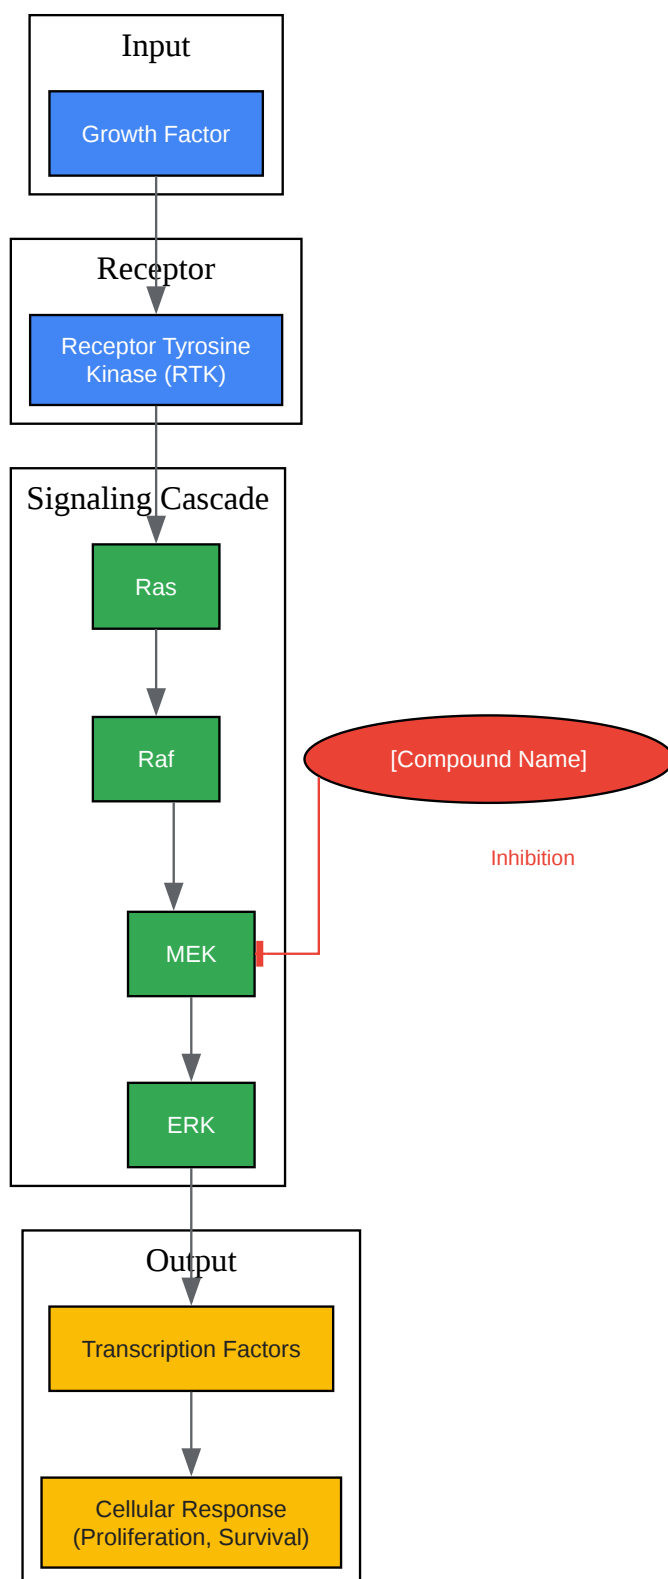 Input
Growth Factor
Receptor
Receptor Tyrosine
Kinase (RTK)
Signaling Cascade
Ras
Raf
[Compound Name]
Inhibition
MEK
ERK
Output
Transcription Factors
Cellular Response
(Proliferation, Survival)